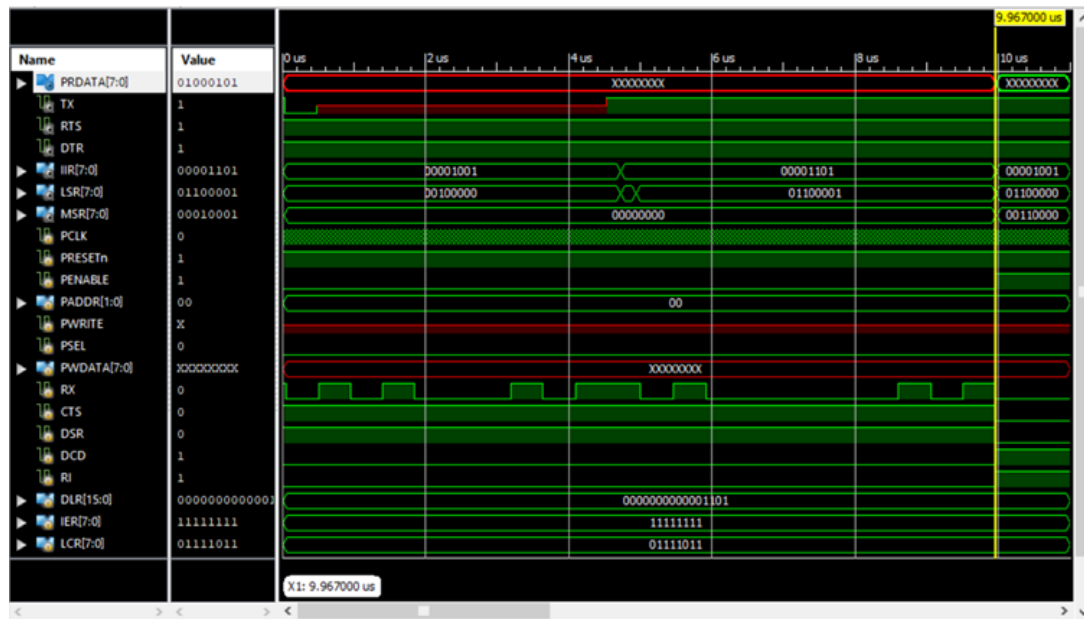 9.967000 us
Name Value 0 us 2 us 4 us 6 us 8 us 10 us
PRDATA[7:0] 01000101 XXXXXXXX XXXXXXXX
TX 1
RTS 1
DTR 1
IIR[7:0] 00001101 00001001 00001101 00001001
LSR[7:0] 01100001 00100000 01100001 01100000
MSR[7:0] 00010001 00000000 00110000
PCLK 0
PRESETn 1
PENABLE 1
PADDR[1:0] 00 00
PWRITE X
PSEL 0
PWDATA[7:0] XXXXXXXX XXXXXXXX
RX 0
CTS 0
DSR 0
DCD 1
RI 1
DLR[15:0] 0000000000001 0000000000001101
IER[7:0] 11111111 11111111
LCR[7:0] 01111011 01111011
X1: 9.967000 us